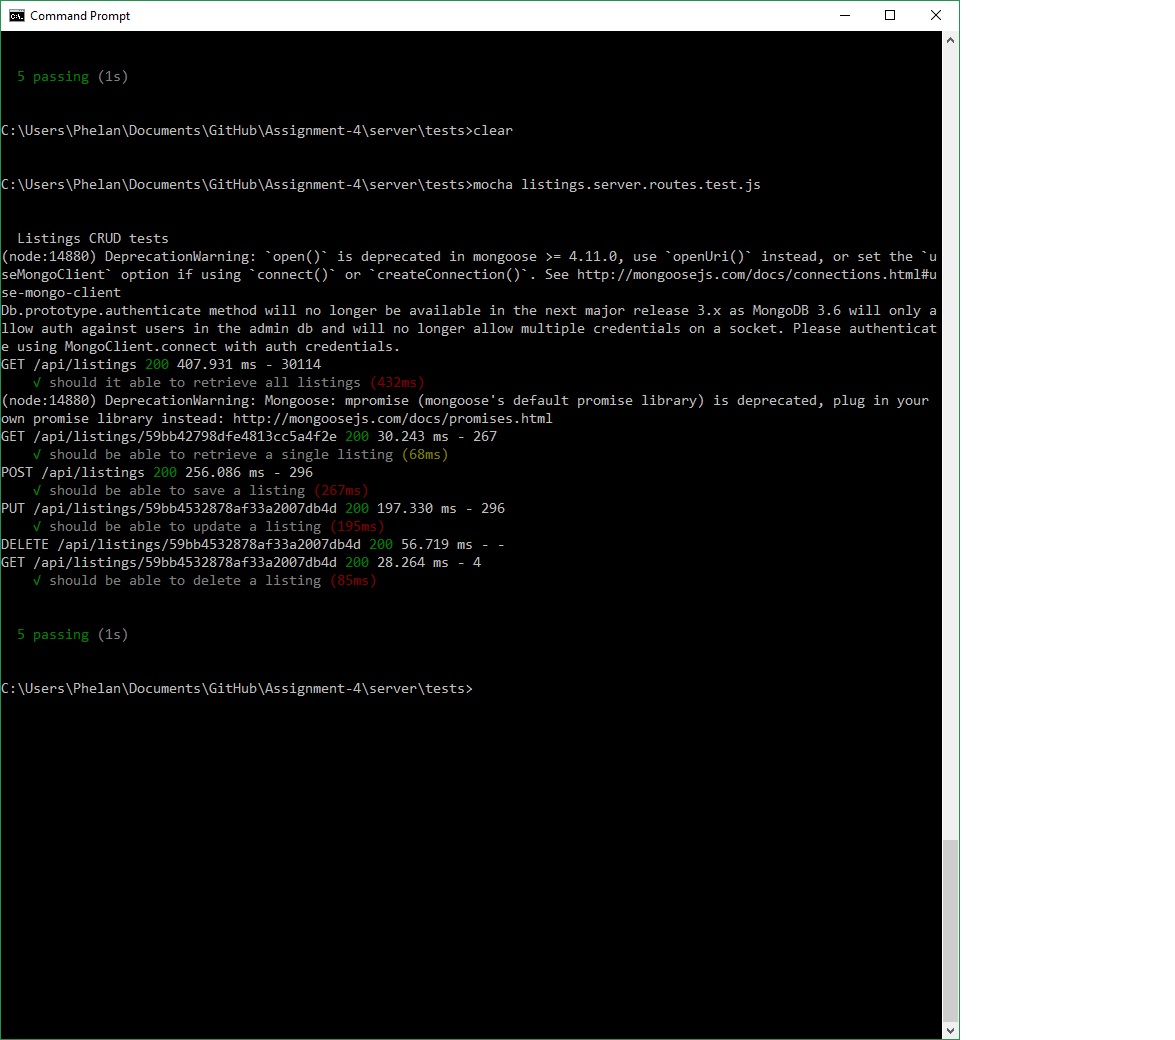 Command Prompt
5 passing (1s)
C:\Users\Phelan\Documents\GitHub\Assignment-4\server\tests>clear
C:\Users\Phelan\Documents\GitHub\Assignment-4\server\tests>mocha listings.server.routes.test.js
Listings CRUD tests
(node:14880) DeprecationWarning: `open()` is deprecated in mongoose >= 4.11.0, use `openUri()` instead, or set the `u
seMongoClient` option if using `connect()` or `createConnection()`. See http://mongoosejs.com/docs/connections.html#u
se-mongo-client
Db.prototype.authenticate method will no longer be available in the next major release 3.x as MongoDB 3.6 will only a
llow auth against users in the admin db and will no longer allow multiple credentials on a socket. Please authenticat
e using MongoClient.connect with auth credentials.
GET /api/listings 200 407.931 ms - 30114
√ should it able to retrieve all listings (432ms)
(node:14880) DeprecationWarning: Mongoose: mpromise (mongoose's default promise library) is deprecated, plug in your
own promise library instead: http://mongoosejs.com/docs/promises.html
GET /api/listings/59bb42798dfe4813cc5a4f2e 200 30.243 ms - 267
√ should be able to retrieve a single listing (68ms)
POST /api/listings 200 256.086 ms - 296
√ should be able to save a listing (267ms)
PUT /api/listings/59bb4532878af33a2007db4d 200 197.330 ms - 296
√ should be able to update a listing (195ms)
DELETE /api/listings/59bb4532878af33a2007db4d 200 56.719 ms - -
GET /api/listings/59bb4532878af33a2007db4d 200 28.264 ms - 4
√ should be able to delete a listing (85ms)
5 passing (1s)
C:\Users\Phelan\Documents\GitHub\Assignment-4\server\tests>